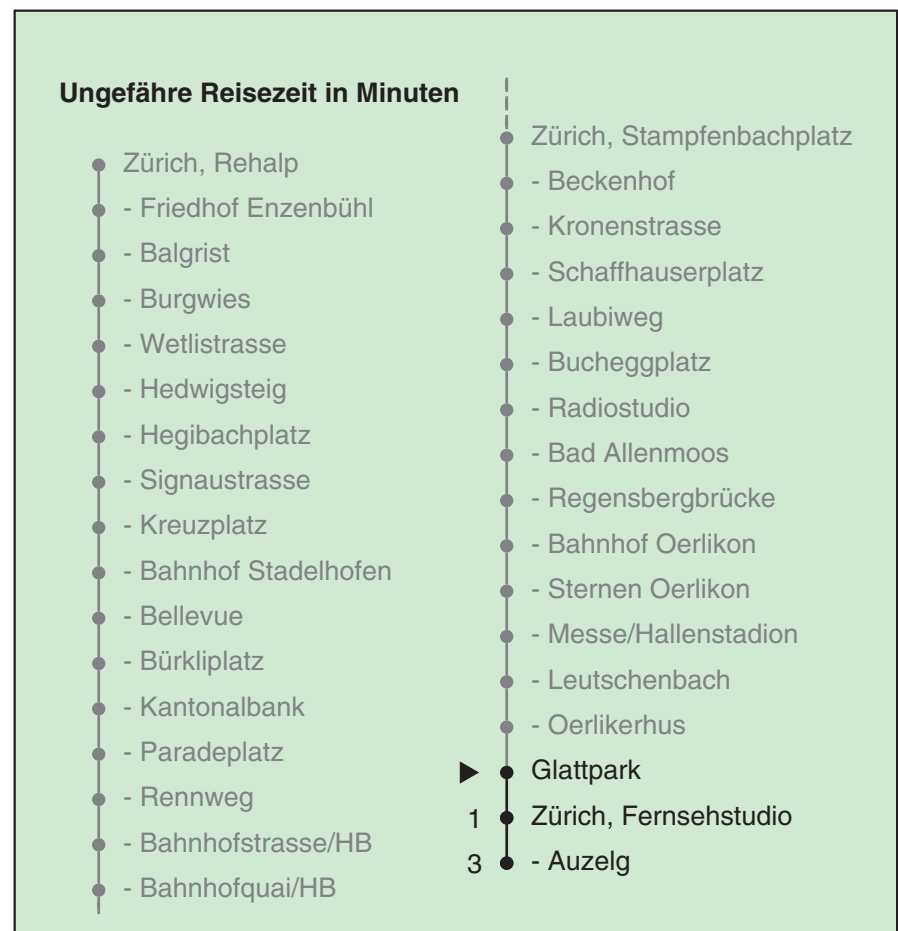 Ungefähre Reisezeit in Minuten
Zürich, Rehalp
- Friedhof Enzenbühl
- Balgrist
- Burgwies
- Wetlistrasse
- Hedwigsteig
- Hegibachplatz
- Signaustrasse
- Kreuzplatz
- Bahnhof Stadelhofen
- Bellevue
- Bürkliplatz
- Kantonalbank
- Paradeplatz
- Rennweg
- Bahnhofstrasse/HB
- Bahnhofquai/HB
Zürich, Stampfenbachplatz
- Beckenhof
- Kronenstrasse
- Schaffhauserplatz
- Laubiweg
- Bucheggplatz
- Radiostudio
- Bad Allenmoos
- Regensbergbrücke
- Bahnhof Oerlikon
- Sternen Oerlikon
- Messe/Hallenstadion
- Leutschenbach
- Oerlikerhus
Glattpark
1 Zürich, Fernsehstudio
3 - Auzelg